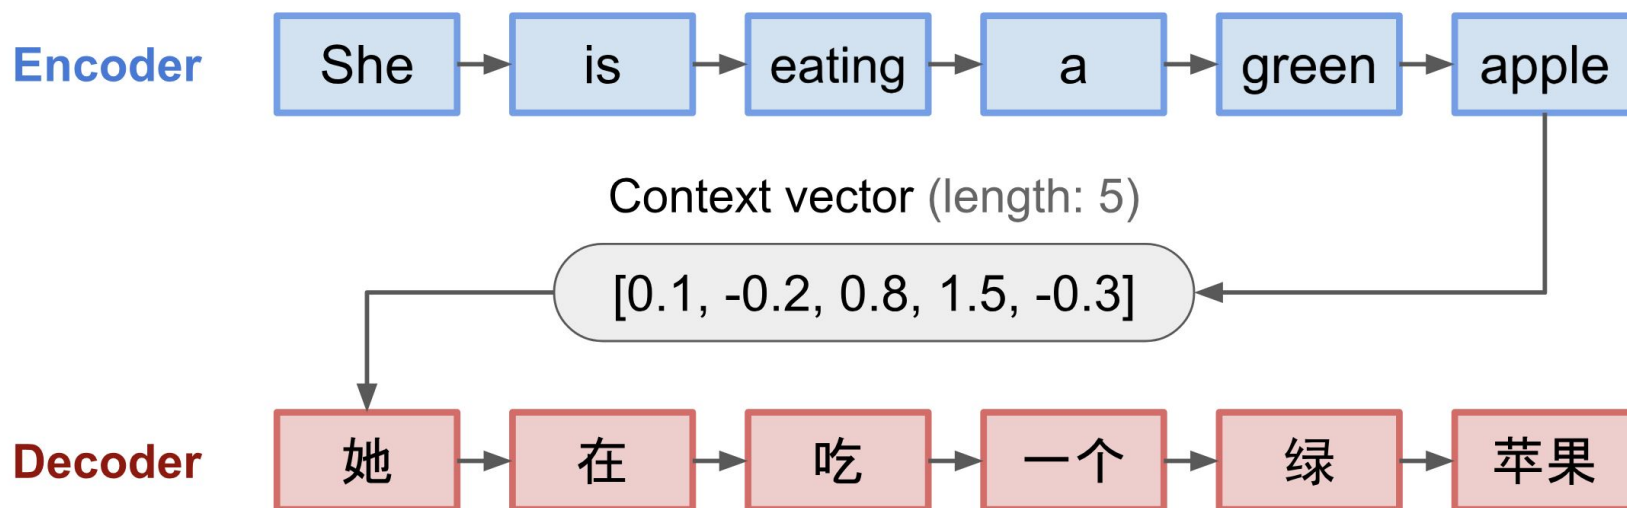 Encoder She is eating a green apple
Context vector (length: 5)
[0.1, -0.2, 0.8, 1.5, -0.3]
Decoder 她 在 吃 一个 绿 苹果